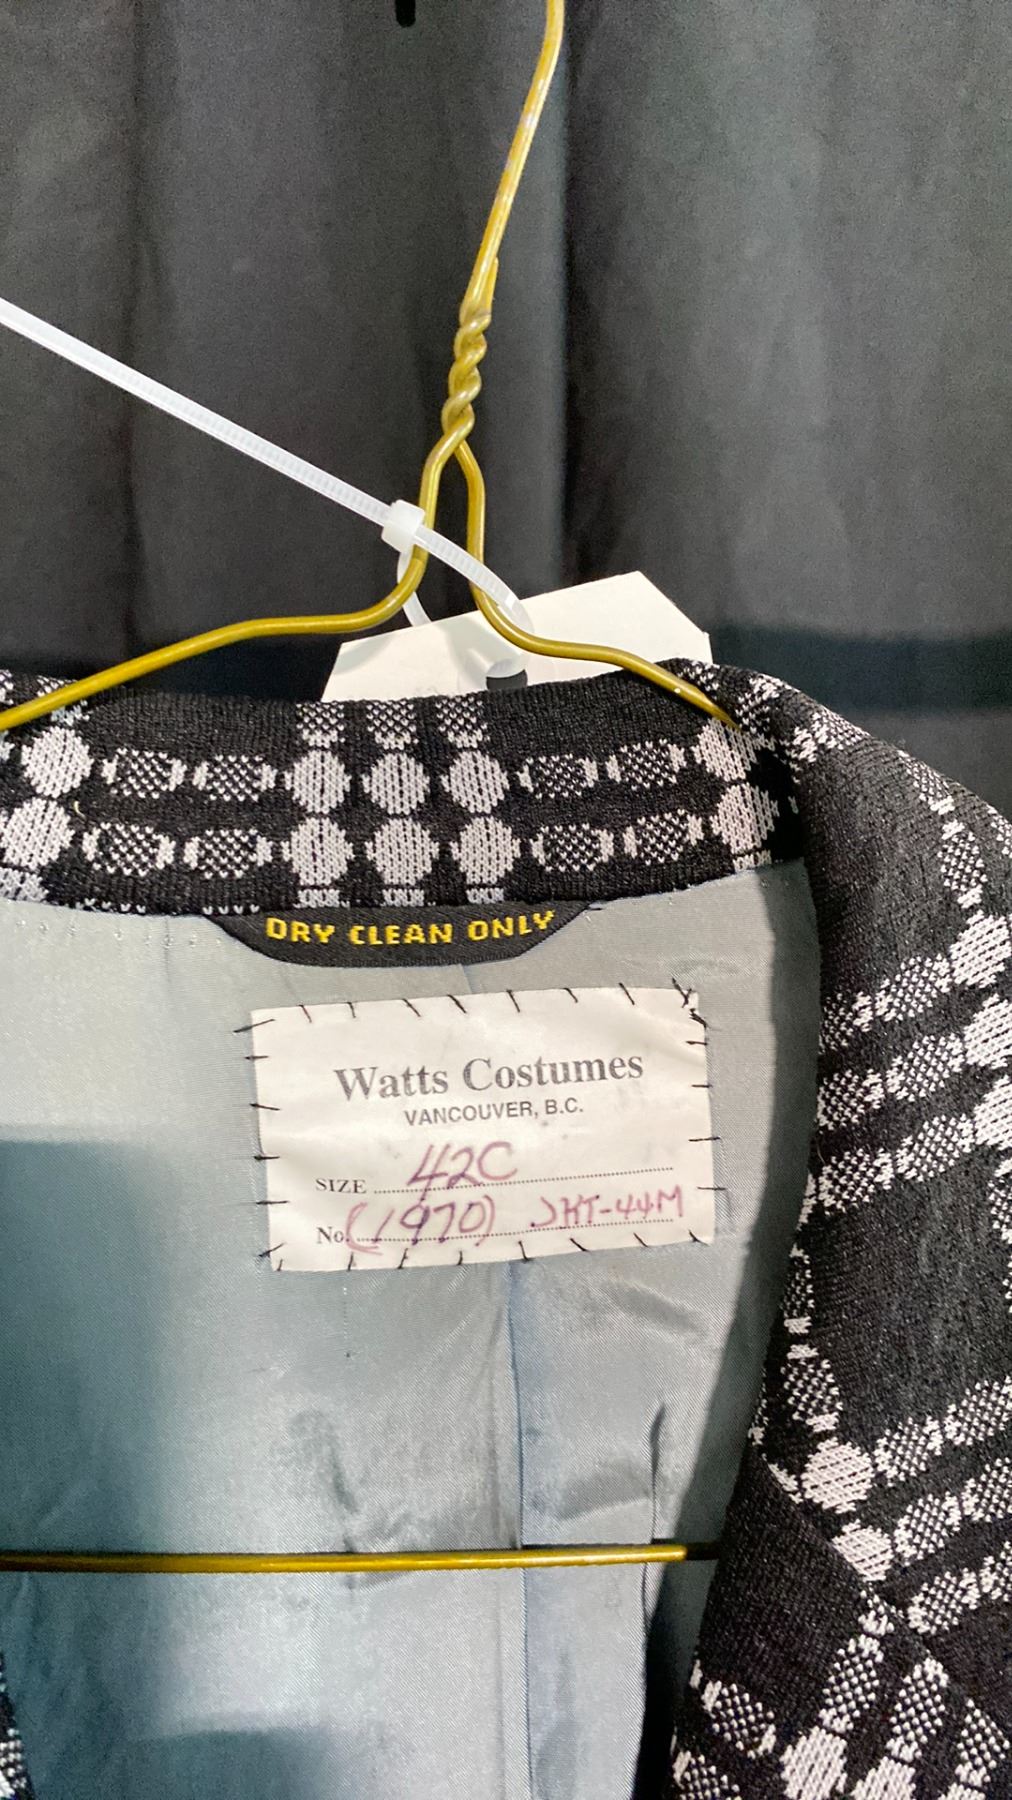 DRY CLEAN ONLY
Watts Costumes
VANCOUVER, B.C.
SIZE 42C
No. (1970) JKT-44M